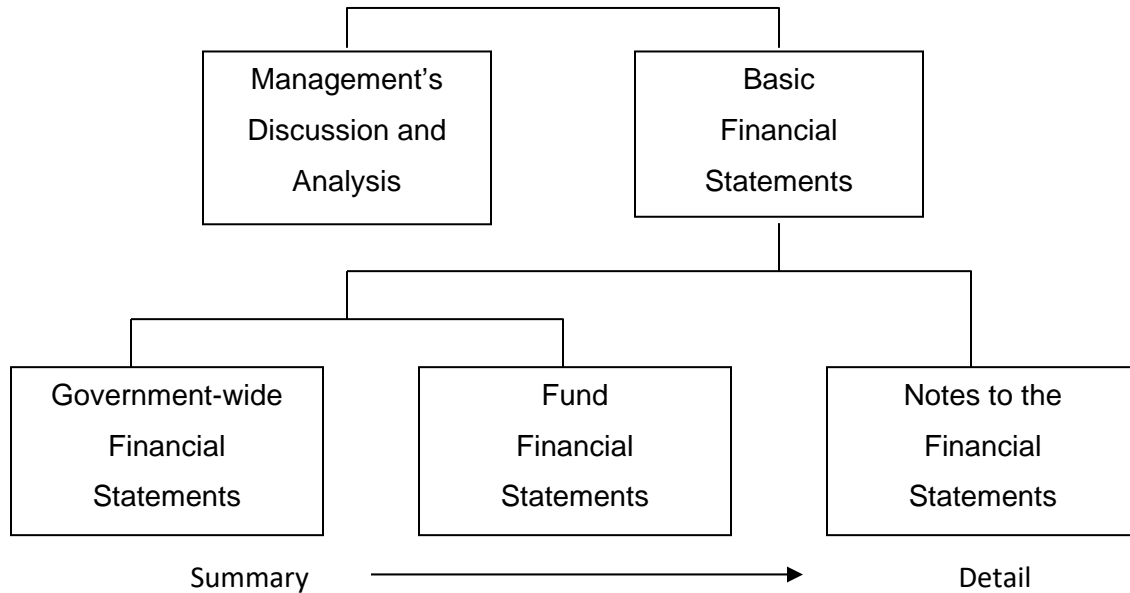 Management’s
Discussion and
Analysis
Basic
Financial
Statements
Government-wide
Financial
Statements
Fund
Financial
Statements
Notes to the
Financial
Statements
Summary
Detail